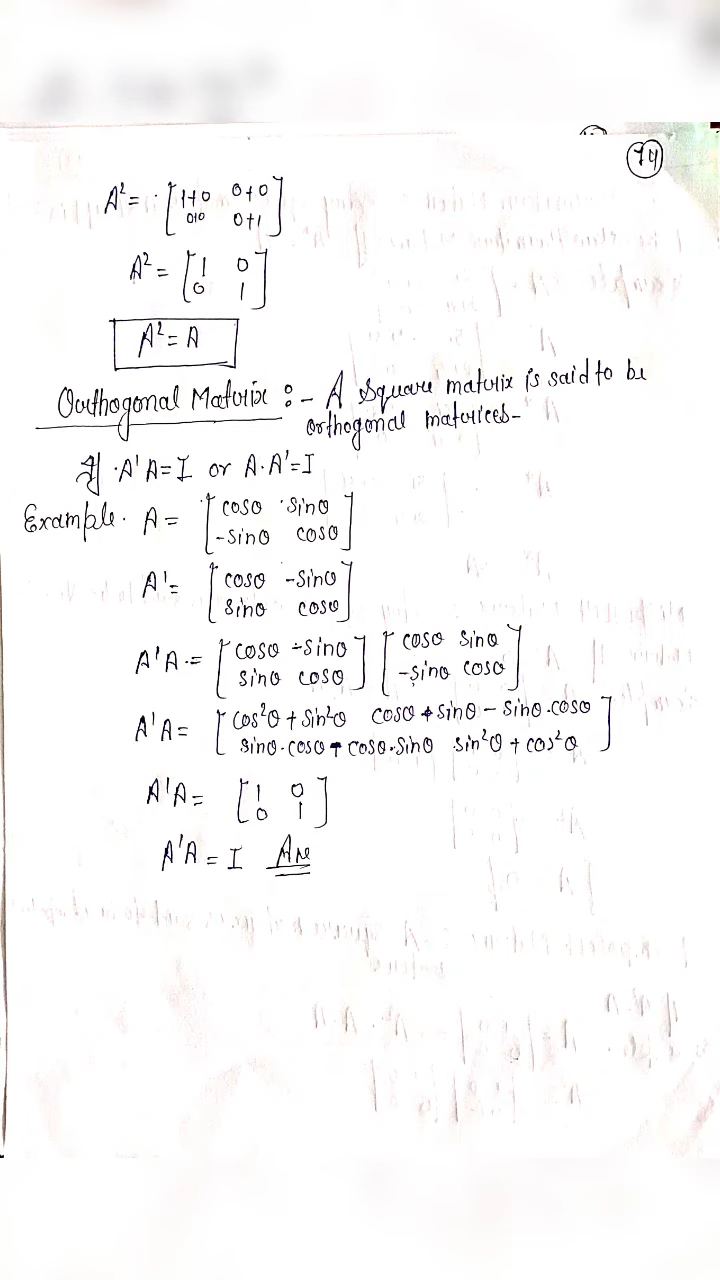 74
A² = [1+0 0+0
0+0 0+1]
A² = [1 0
0 1]
A² = A
Orthogonal Matrix :- A square matrix is said to be
orthogonal matrices-
If A'A=I or A.A'=I
Example. A = [cosθ sinθ
-sinθ cosθ]
A' = [cosθ -sinθ
sinθ cosθ]
A'A = [cosθ -sinθ] [cosθ sinθ
sinθ cosθ] [-sinθ cosθ]
A'A = [cos²θ + sin²θ cosθ sinθ - sinθ.cosθ
sinθ.cosθ - cosθ.sinθ sin²θ + cos²θ]
A'A = [1 0
0 1]
A'A = I Ans